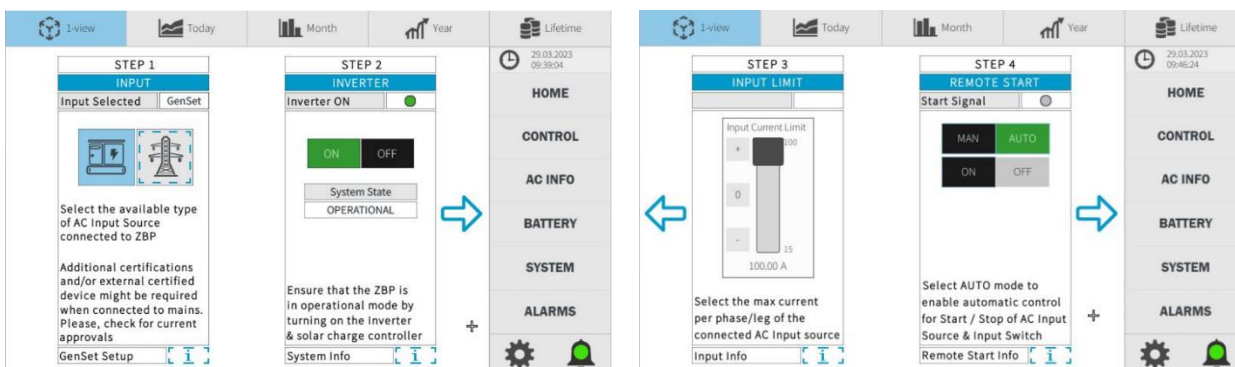 1-view
Today
Month
Year
Lifetime
29.03.2023
09:39:04
STEP 1
INPUT
Input Selected
GenSet
Select the available type
of AC Input Source
connected to ZBP
Additional certifications
and/or external certified
device might be required
when connected to mains.
Please, check for current
approvals
GenSet Setup
i
STEP 2
INVERTER
Inverter ON
ON
OFF
System State
OPERATIONAL
Ensure that the ZBP is
in operational mode by
turning on the Inverter
& solar charge controller
System Info
i
HOME
CONTROL
AC INFO
BATTERY
SYSTEM
ALARMS
1-view
Today
Month
Year
Lifetime
29.03.2023
09:46:24
STEP 3
INPUT LIMIT
Input Current Limit
+
100
0
-
15
100.00 A
Select the max current
per phase/leg of the
connected AC Input source
Input Info
i
STEP 4
REMOTE START
Start Signal
MAN
AUTO
ON
OFF
Select AUTO mode to
enable automatic control
for Start / Stop of AC Input
Source & Input Switch
Remote Start Info
i
HOME
CONTROL
AC INFO
BATTERY
SYSTEM
ALARMS